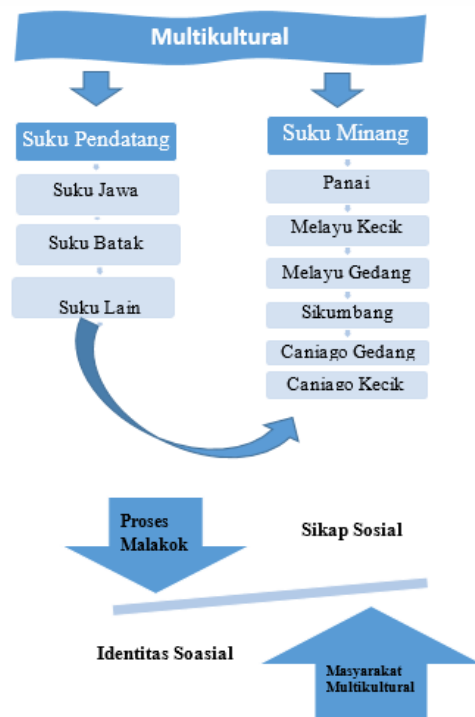 Multikultural
Suku Pendatang
Suku Jawa
Suku Batak
Suku Lain
Suku Minang
Panai
Melayu Kecik
Melayu Gedang
Sikumbang
Caniago Gedang
Caniago Kecik
Proses
Malakok
Sikap Sosial
Identitas Soasial
Masyarakat
Multikultural